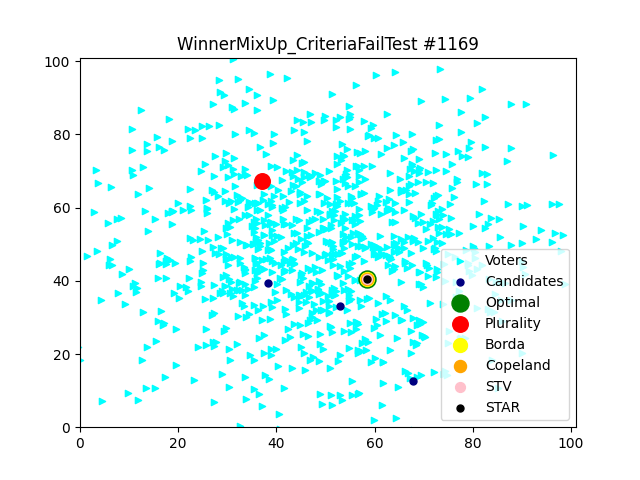 WinnerMixUp_CriteriaFailTest #1169
100
80
60
40
20
0
0
20
40
60
80
100
Voters
Candidates
Optimal
Plurality
Borda
Copeland
STV
STAR